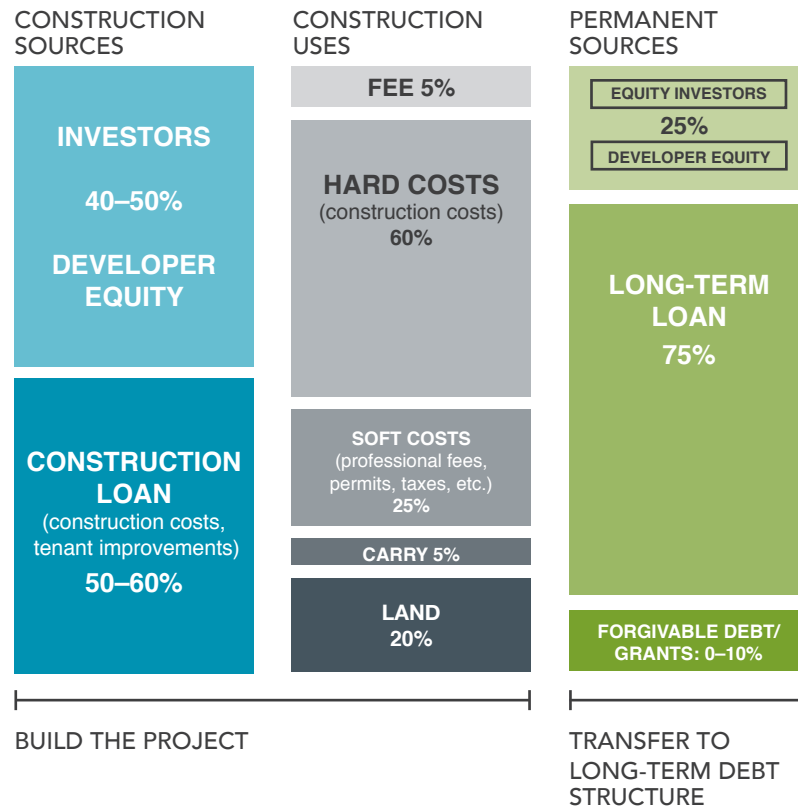 CONSTRUCTION
SOURCES
INVESTORS
40–50%
DEVELOPER
EQUITY
CONSTRUCTION
LOAN
(construction costs,
tenant improvements)
50–60%
CONSTRUCTION
USES
FEE 5%
HARD COSTS
(construction costs)
60%
SOFT COSTS
(professional fees,
permits, taxes, etc.)
25%
CARRY 5%
LAND
20%
BUILD THE PROJECT
PERMANENT
SOURCES
EQUITY INVESTORS
25%
DEVELOPER EQUITY
LONG-TERM
LOAN
75%
FORGIVABLE DEBT/
GRANTS: 0–10%
TRANSFER TO
LONG-TERM DEBT
STRUCTURE